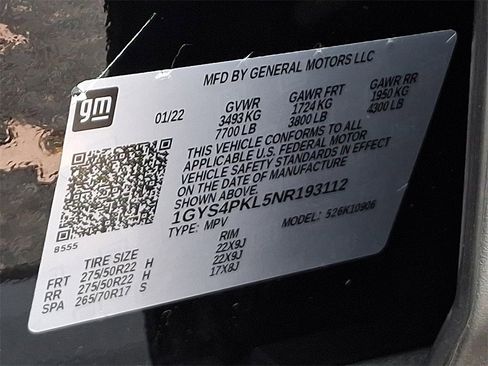 gm
MFD BY GENERAL MOTORS LLC
01/22 GVWR GAWR FRT GAWR RR
3493 KG 1724 KG 1950 KG
7700 LB 3800 LB 4300 LB
THIS VEHICLE CONFORMS TO ALL
APPLICABLE U.S. FEDERAL MOTOR
VEHICLE SAFETY STANDARDS IN EFFECT
ON THE DATE OF MANUFACTURE
SHOWN ABOVE.
1GYS4PKL5NR193112
TYPE: MPV MODEL: 526K10906
8555
TIRE SIZE RIM
FRT 275/50R22 H 22X9J
RR 275/50R22 H 22X9J
SPA 265/70R17 S 17X8J